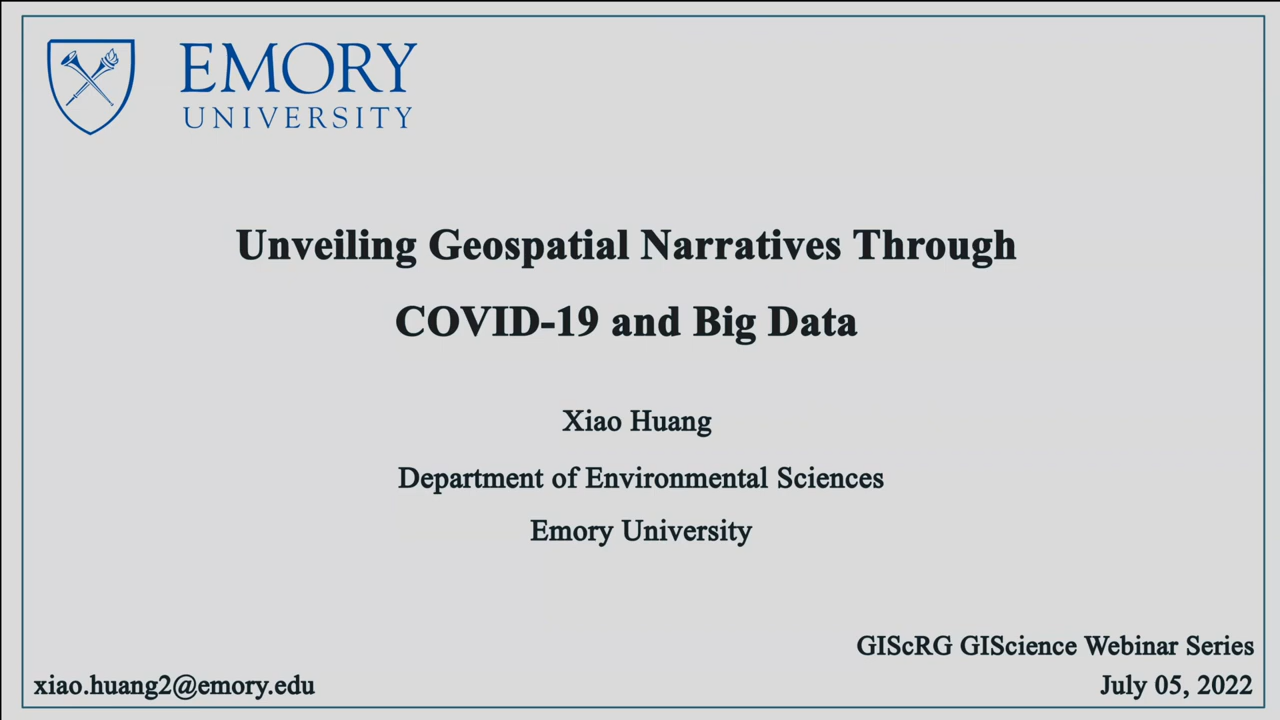 EMORY
UNIVERSITY
Unveiling Geospatial Narratives Through
COVID-19 and Big Data
Xiao Huang
Department of Environmental Sciences
Emory University
GIScRG GIScience Webinar Series
xiao.huang2@emory.edu
July 05, 2022